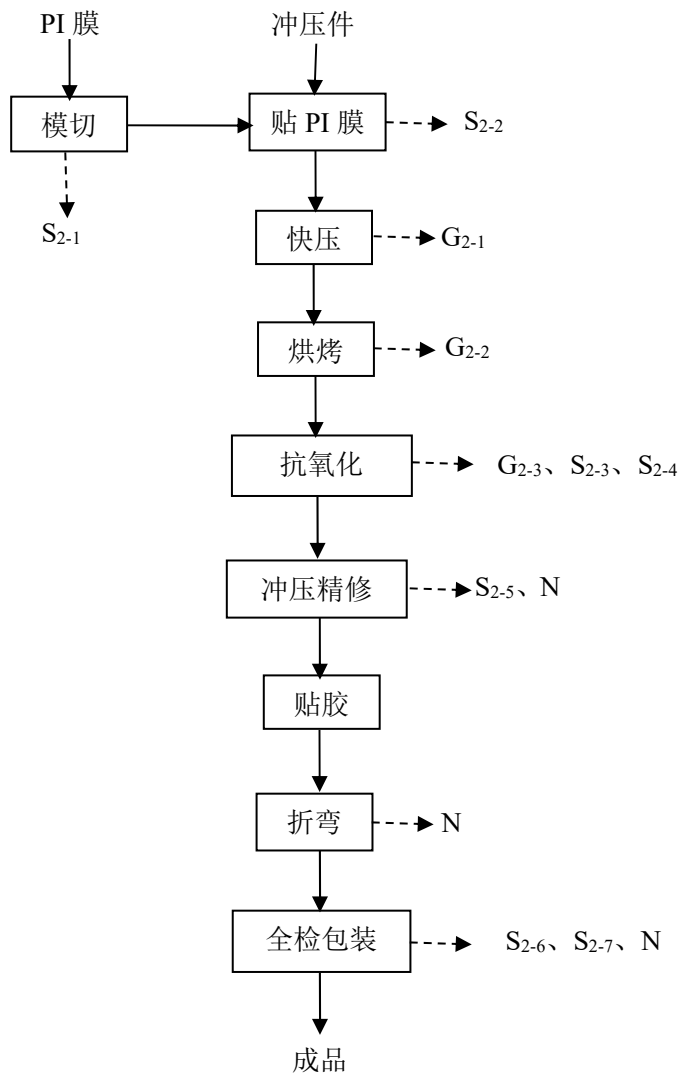 PI 膜
冲压件
模切
贴 PI 膜
S2-2
S2-1
快压
G2-1
烘烤
G2-2
抗氧化
G2-3、S2-3、S2-4
冲压精修
S2-5、N
贴胶
折弯
N
全检包装
S2-6、S2-7、N
成品